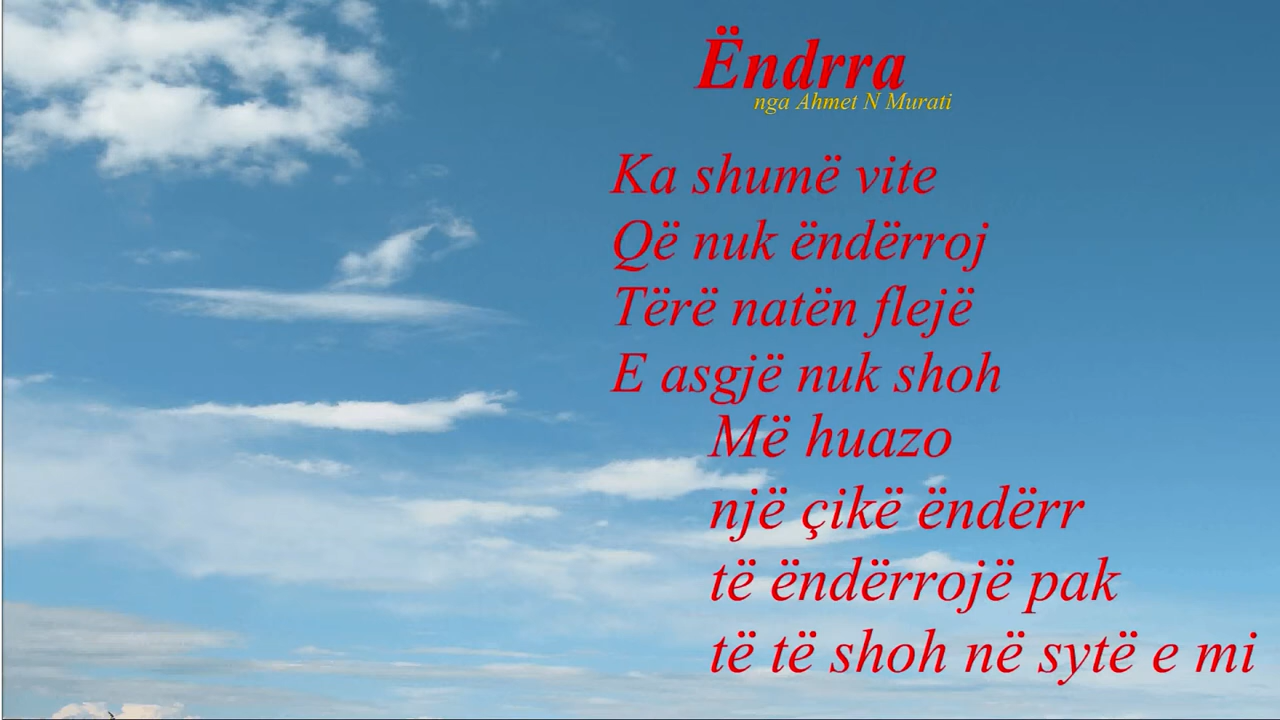 Ëndrra
nga Ahmet N Murati
Ka shumë vite
Që nuk ëndërroj
Tërë natën flejë
E asgjë nuk shoh
Më huazo
një çikë ëndërr
të ëndërrojë pak
të të shoh në sytë e mi